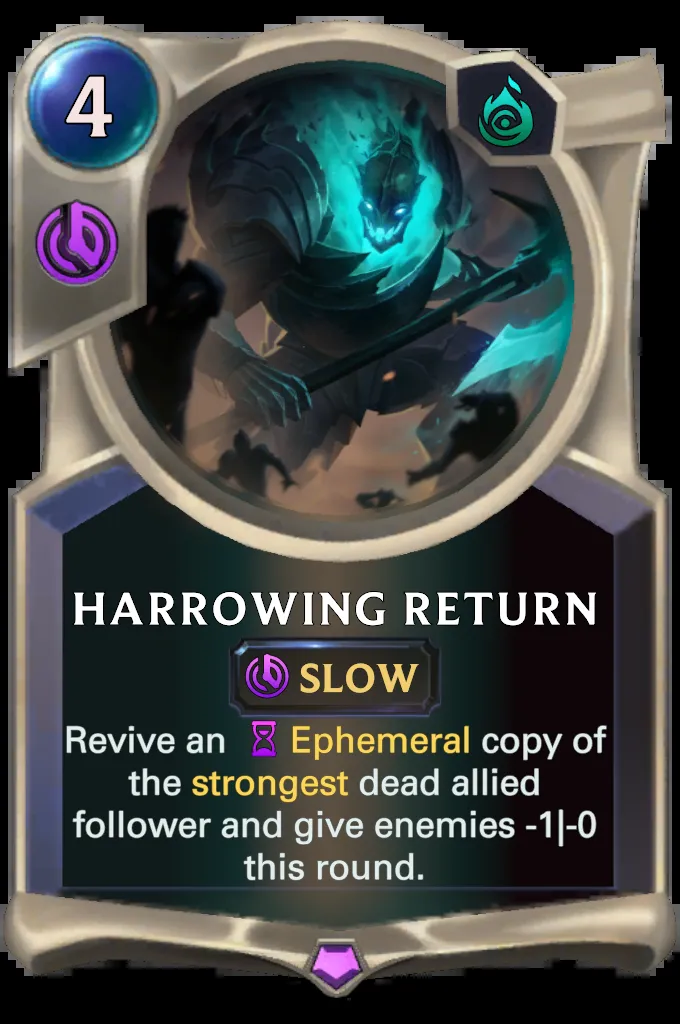 4
HARROWING RETURN
SLOW
Revive an Ephemeral copy of
the strongest dead allied
follower and give enemies -1|-0
this round.